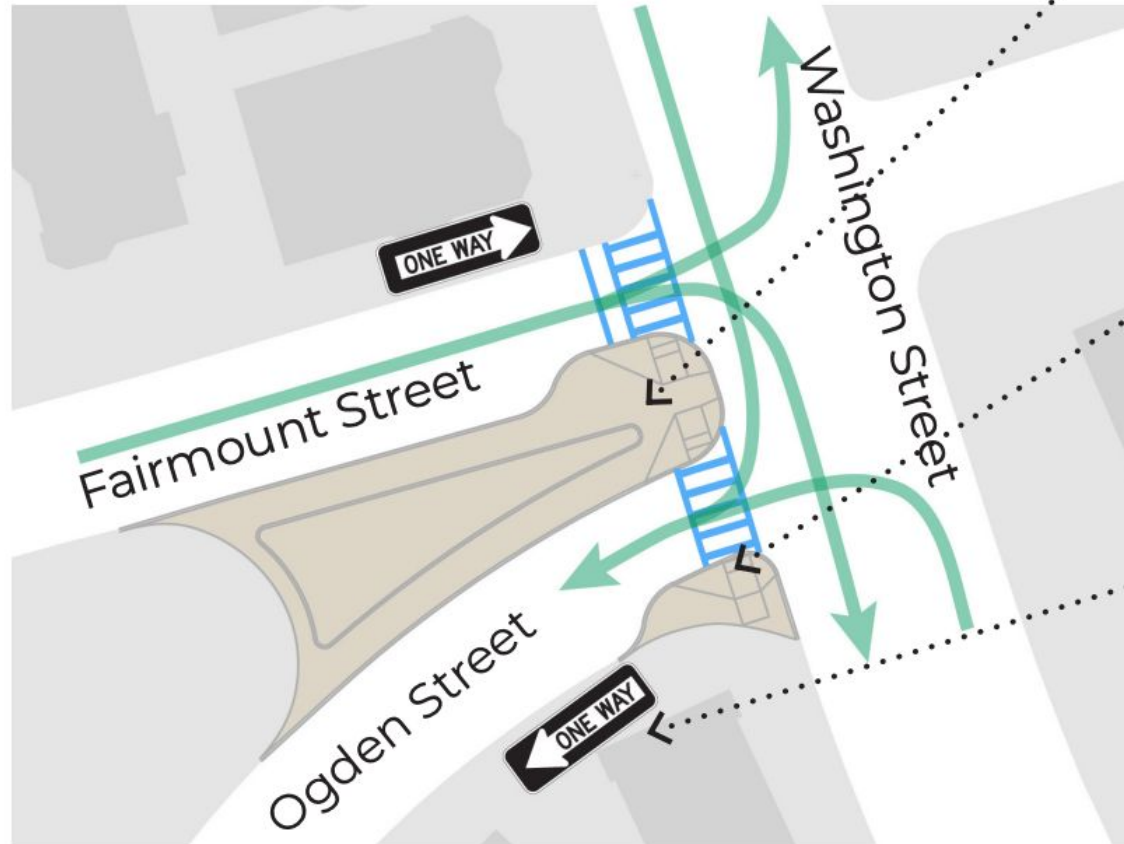 Washington Street
ONE WAY
Fairmount Street
Ogden Street
ONE WAY